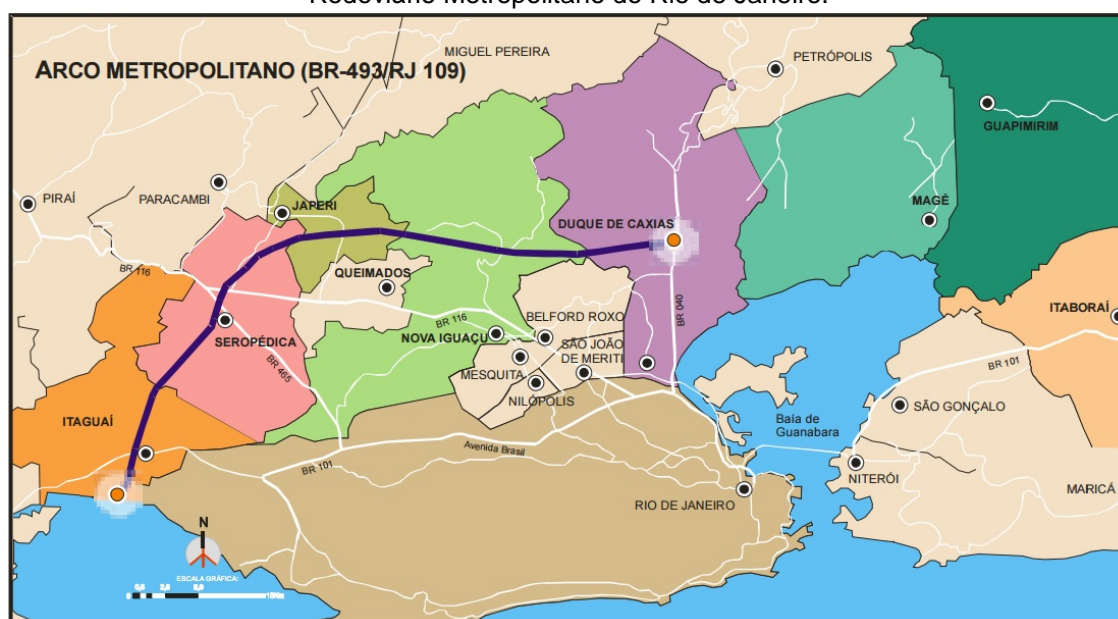 Rodoviário Metropolitano do Rio de Janeiro.
ARCO METROPOLITANO (BR-493/RJ 109)
MIGUEL PEREIRA
PETRÓPOLIS
GUAPIMIRIM
PIRAÍ
PARACAMBI
JAPERI
DUQUE DE CAXIAS
MAGÉ
BR 116
QUEIMADOS
BR 040
ITABORAÍ
SEROPÉDICA
BR 465
NOVA IGUAÇU
BR 116
BELFORD ROXO
SÃO JOÃO
DE MERITI
MESQUITA
NILÓPOLIS
BR 101
ITAGUAÍ
SÃO GONÇALO
Baía de
Guanabara
Avenida Brasil
BR 101
NITERÓI
MARICÁ
RIO DE JANEIRO
N
ESCALA GRÁFICA:
0